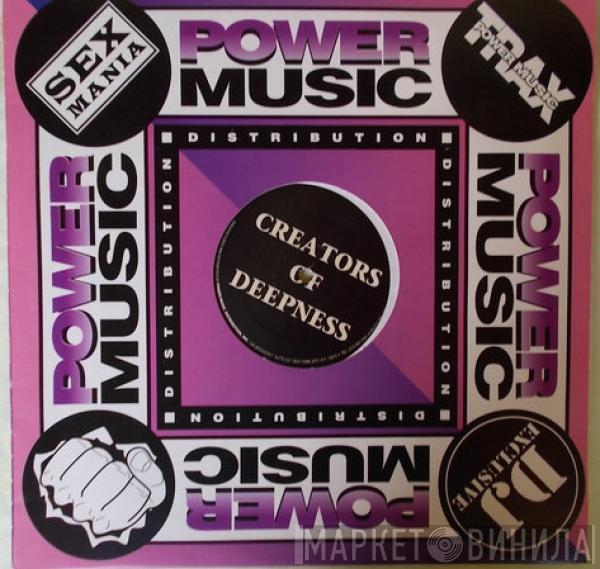 SEX
MANIA
POWER
MUSIC
TRAX
POWER MUSIC
DISTRIBUTION
POWER
MUSIC
DISTRIBUTION
CREATORS
OF
DEEPNESS
DISTRIBUTION
POWER
MUSIC
DISTRIBUTION
POWER
MUSIC
DJ
EXCLUSIVE
МАРКЕТ ВИНИЛА